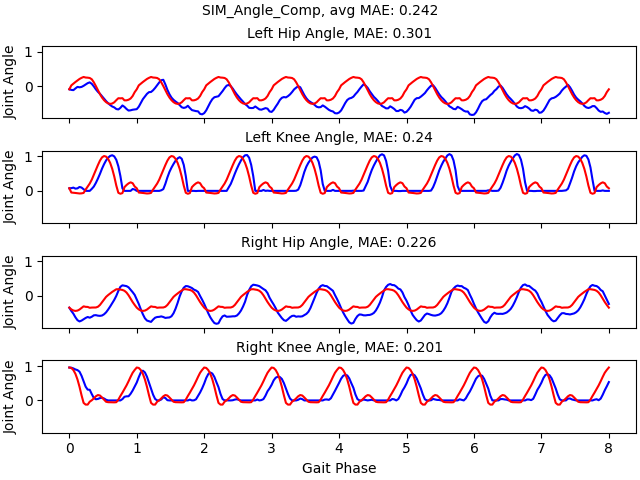 SIM_Angle_Comp, avg MAE: 0.242
Left Hip Angle, MAE: 0.301
Joint Angle
1
0
Left Knee Angle, MAE: 0.24
Joint Angle
1
0
Right Hip Angle, MAE: 0.226
Joint Angle
1
0
Right Knee Angle, MAE: 0.201
Joint Angle
1
0
0 1 2 3 4 5 6 7 8
Gait Phase